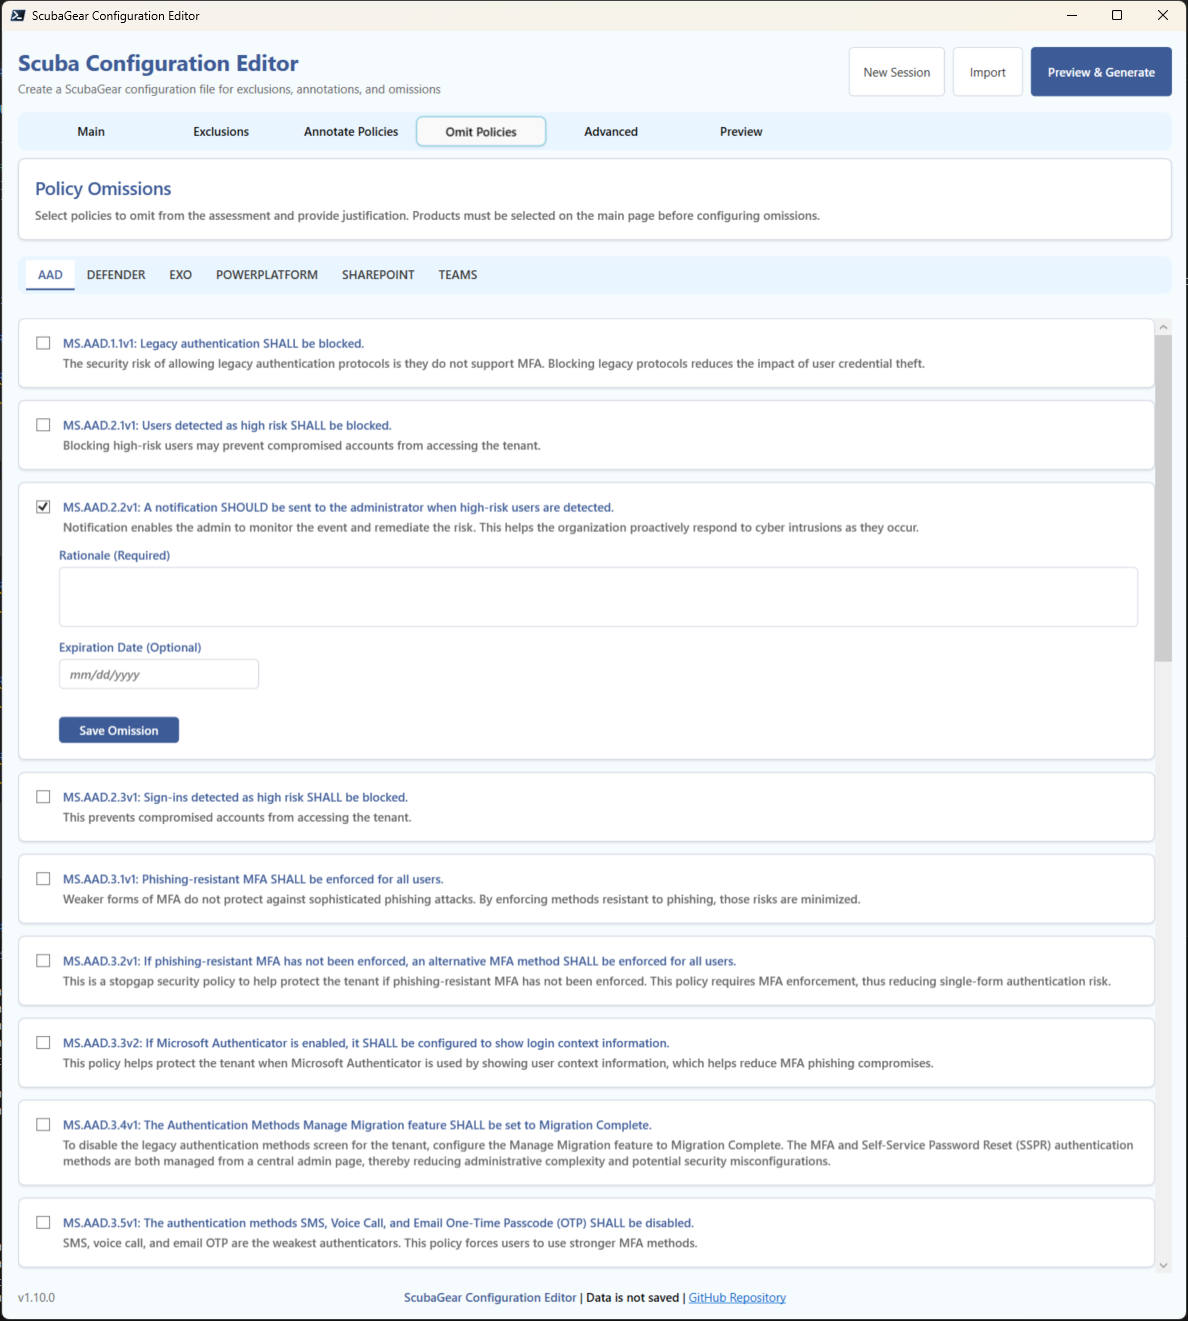 ScubaGear Configuration Editor
Scuba Configuration Editor
Create a ScubaGear configuration file for exclusions, annotations, and omissions
New Session
Import
Preview & Generate
Main
Exclusions
Annotate Policies
Omit Policies
Advanced
Preview
Policy Omissions
Select policies to omit from the assessment and provide justification. Products must be selected on the main page before configuring omissions.
AAD
DEFENDER
EXO
POWERPLATFORM
SHAREPOINT
TEAMS
MS.AAD.1.1v1: Legacy authentication SHALL be blocked.
The security risk of allowing legacy authentication protocols is they do not support MFA. Blocking legacy protocols reduces the impact of user credential theft.
MS.AAD.2.1v1: Users detected as high risk SHALL be blocked.
Blocking high-risk users may prevent compromised accounts from accessing the tenant.
MS.AAD.2.2v1: A notification SHOULD be sent to the administrator when high-risk users are detected.
Notification enables the admin to monitor the event and remediate the risk. This helps the organization proactively respond to cyber intrusions as they occur.
Rationale (Required)
Expiration Date (Optional)
mm/dd/yyyy
Save Omission
MS.AAD.2.3v1: Sign-ins detected as high risk SHALL be blocked.
This prevents compromised accounts from accessing the tenant.
MS.AAD.3.1v1: Phishing-resistant MFA SHALL be enforced for all users.
Weaker forms of MFA do not protect against sophisticated phishing attacks. By enforcing methods resistant to phishing, those risks are minimized.
MS.AAD.3.2v1: If phishing-resistant MFA has not been enforced, an alternative MFA method SHALL be enforced for all users.
This is a stopgap security policy to help protect the tenant if phishing-resistant MFA has not been enforced. This policy requires MFA enforcement, thus reducing single-form authentication risk.
MS.AAD.3.3v2: If Microsoft Authenticator is enabled, it SHALL be configured to show login context information.
This policy helps protect the tenant when Microsoft Authenticator is used by showing user context information, which helps reduce MFA phishing compromises.
MS.AAD.3.4v1: The Authentication Methods Manage Migration feature SHALL be set to Migration Complete.
To disable the legacy authentication methods screen for the tenant, configure the Manage Migration feature to Migration Complete. The MFA and Self-Service Password Reset (SSPR) authentication
methods are both managed from a central admin page, thereby reducing administrative complexity and potential security misconfigurations.
MS.AAD.3.5v1: The authentication methods SMS, Voice Call, and Email One-Time Passcode (OTP) SHALL be disabled.
SMS, voice call, and email OTP are the weakest authenticators. This policy forces users to use stronger MFA methods.
v1.10.0
ScubaGear Configuration Editor | Data is not saved | GitHub Repository